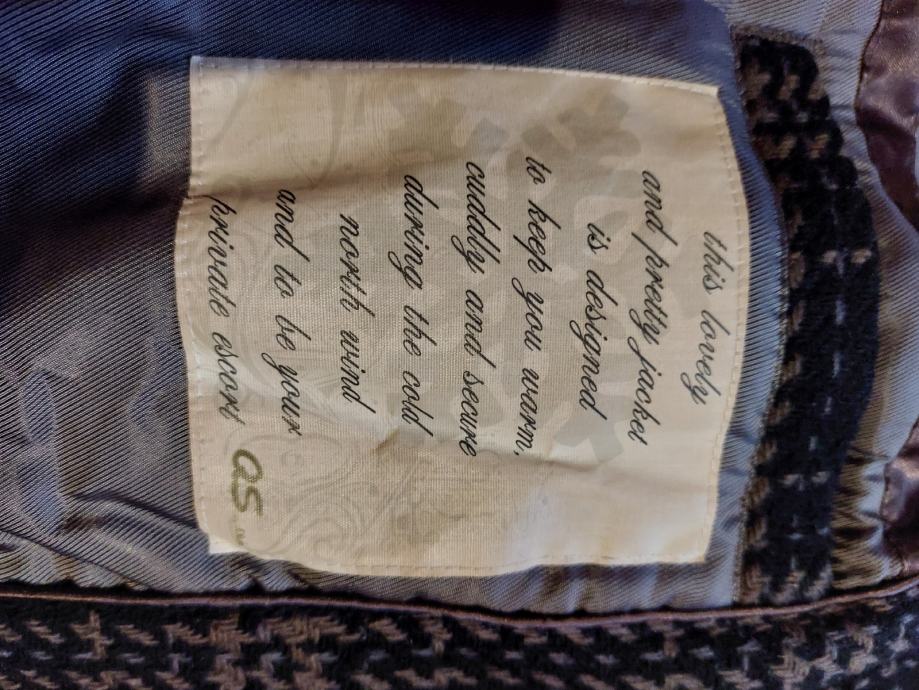 this lovely
and pretty jacket
is designed
to keep you warm,
cuddly and secure
during the cold
north wind
and to be your
private escort
QS